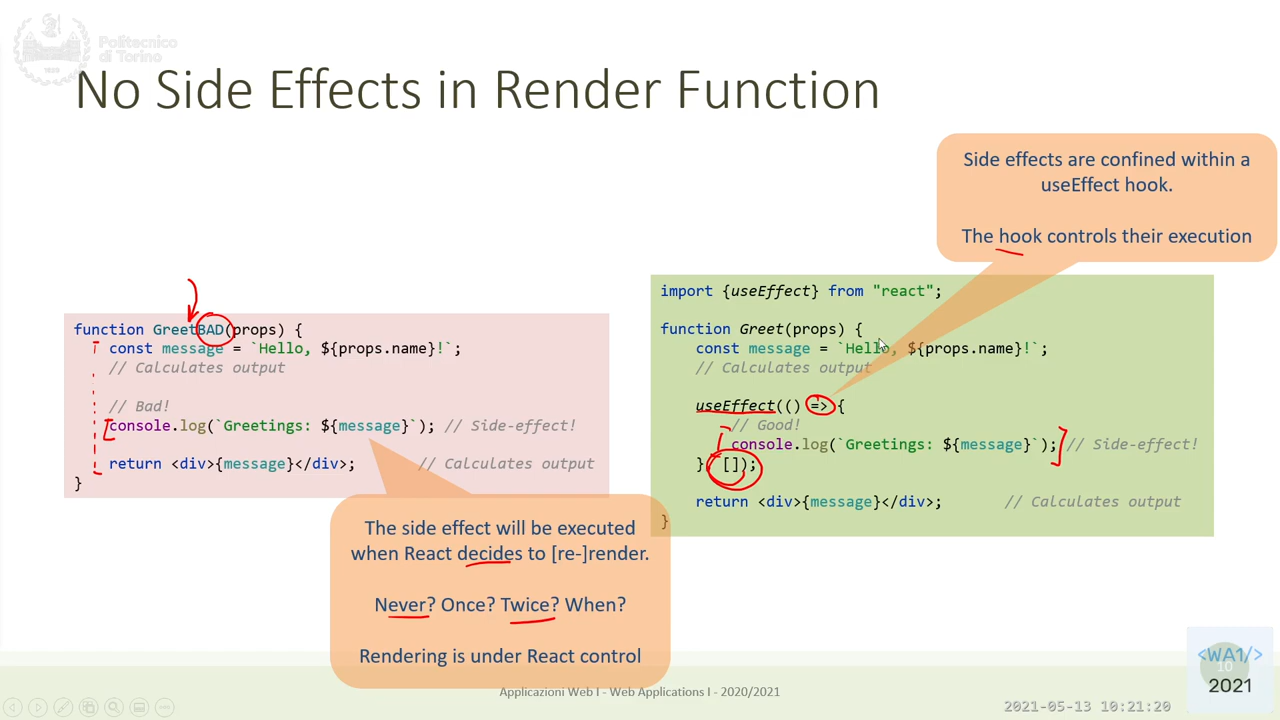 Politecnico
di Torino
1859
No Side Effects in Render Function
Side effects are confined within a
useEffect hook.
The hook controls their execution
function GreetBAD(props) {
const message = `Hello, ${props.name}!`;
// Calculates output
// Bad!
console.log(`Greetings: ${message}`); // Side-effect!
return <div>{message}</div>; // Calculates output
}
import {useEffect} from "react";
function Greet(props) {
const message = `Hello, ${props.name}!`;
// Calculates output
useEffect(() => {
// Good!
console.log(`Greetings: ${message}`); // Side-effect!
} []);
return <div>{message}</div>; // Calculates output
}
The side effect will be executed
when React decides to [re-]render.
Never? Once? Twice? When?
Rendering is under React control
Applicazioni Web I - Web Applications I - 2020/2021
<WA1/>
10
2021
2021-05-13 10:21:20